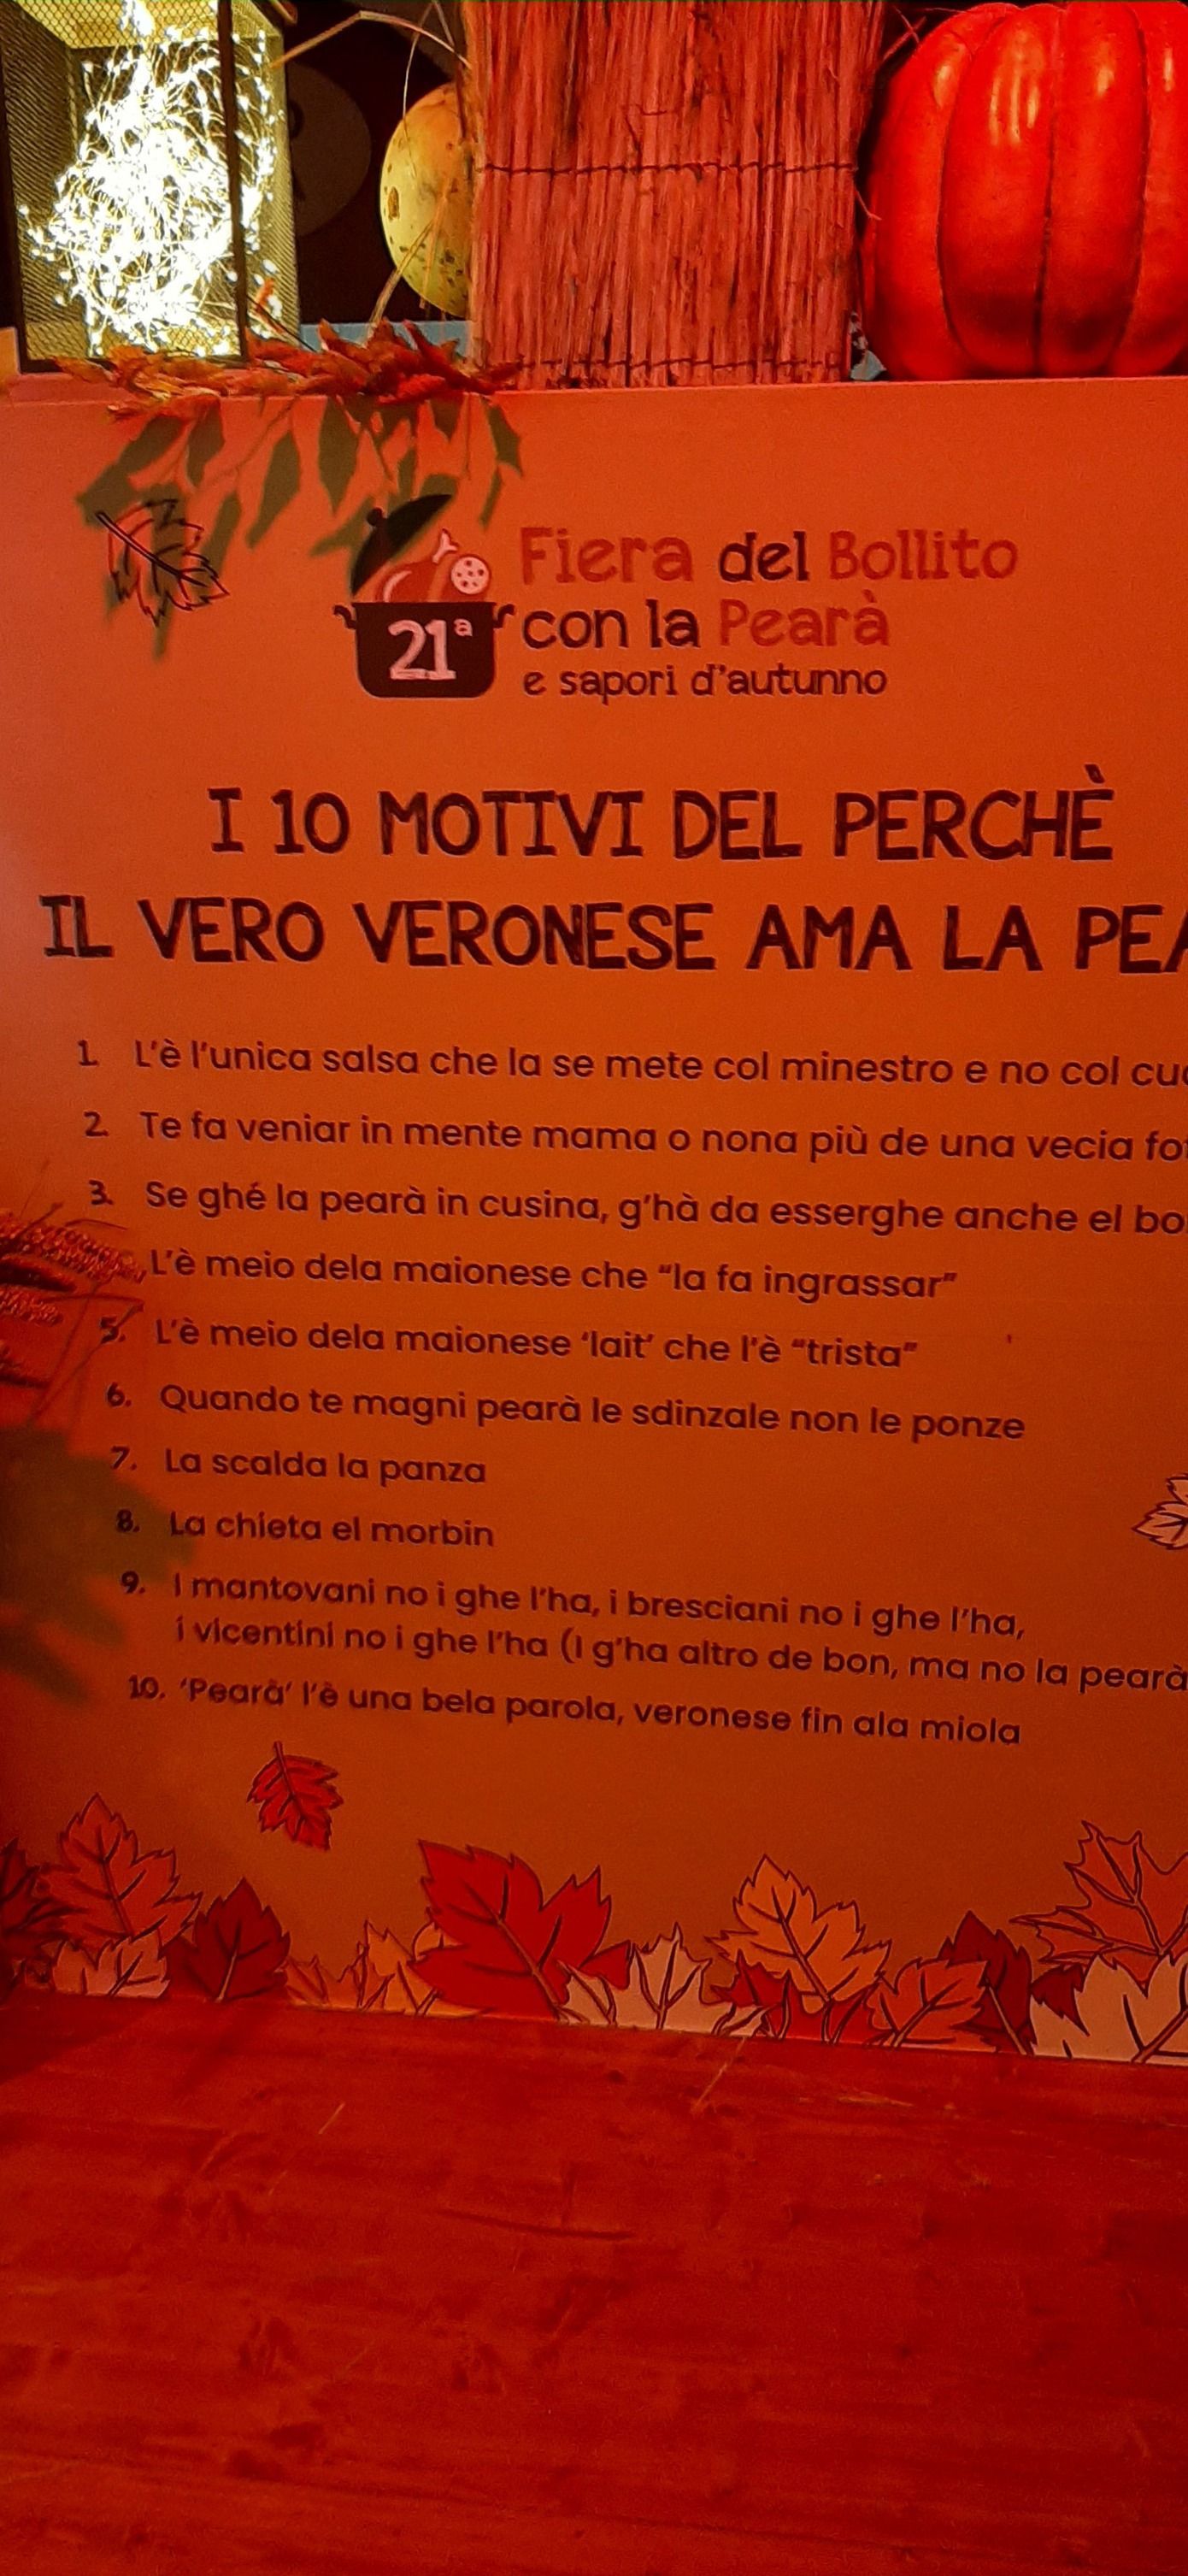 21ª
Fiera del Bollito
con la Pearà
e sapori d'autunno
I 10 MOTIVI DEL PERCHÈ
IL VERO VERONESE AMA LA
1. L'è l'unica salsa che la se mete col minestro e no col
2. Te fa veniar in mente mama o nona più de una vecia
3. Se ghé la pearà in cusina, g'hà da esserghe anche el
L'è meio dela maionese che "la fa ingrassar"
5. L'è meio dela maionese 'lait' che l'è "trista"
6. Quando te magni pearà le sdinzale non le ponze
7. La scalda la panza
8. La chieta el morbin
9. I mantovani no i ghe l'ha, i bresciani no i ghe l'ha,
i vicentini no i ghe l'ha (I g'ha altro de bon, ma no la pearà
10. 'Pearà' l'è una bela parola, veronese fin ala miola